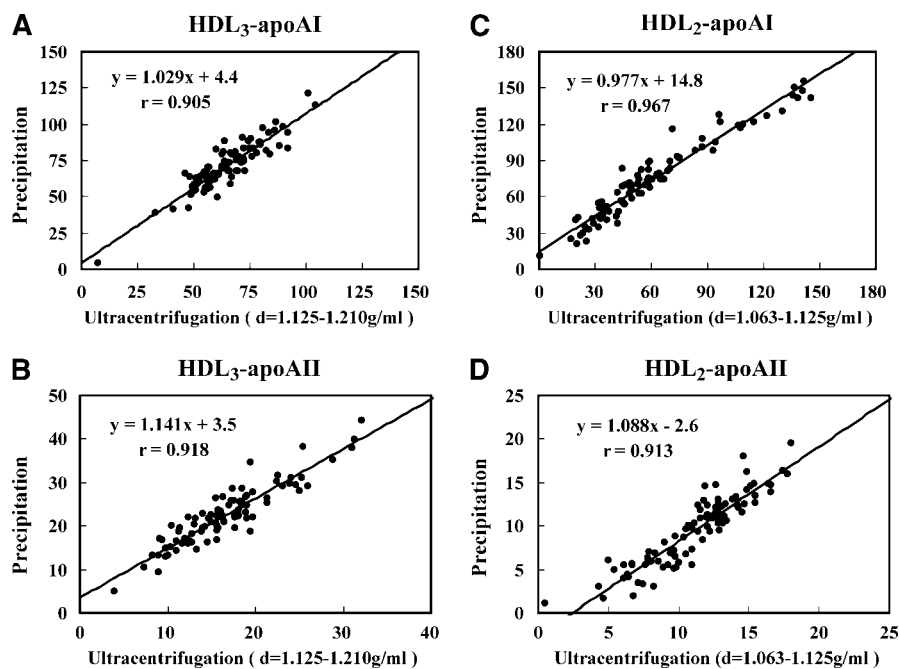 A
HDL3-apoAI
150
125
100
75
50
25
0
Precipitation
y = 1.029x + 4.4
r = 0.905
0 25 50 75 100 125 150
Ultracentrifugation ( d=1.125-1.210g/ml )
C
HDL2-apoAI
180
150
120
90
60
30
0
Precipitation
y = 0.977x + 14.8
r = 0.967
0 30 60 90 120 150 180
Ultracentrifugation (d=1.063-1.125g/ml )
B
HDL3-apoAII
50
40
30
20
10
0
Precipitation
y = 1.141x + 3.5
r = 0.918
0 10 20 30 40
Ultracentrifugation ( d=1.125-1.210g/ml )
D
HDL2-apoAII
25
20
15
10
5
0
Precipitation
y = 1.088x - 2.6
r = 0.913
0 5 10 15 20 25
Ultracentrifugation (d=1.063-1.125g/ml )